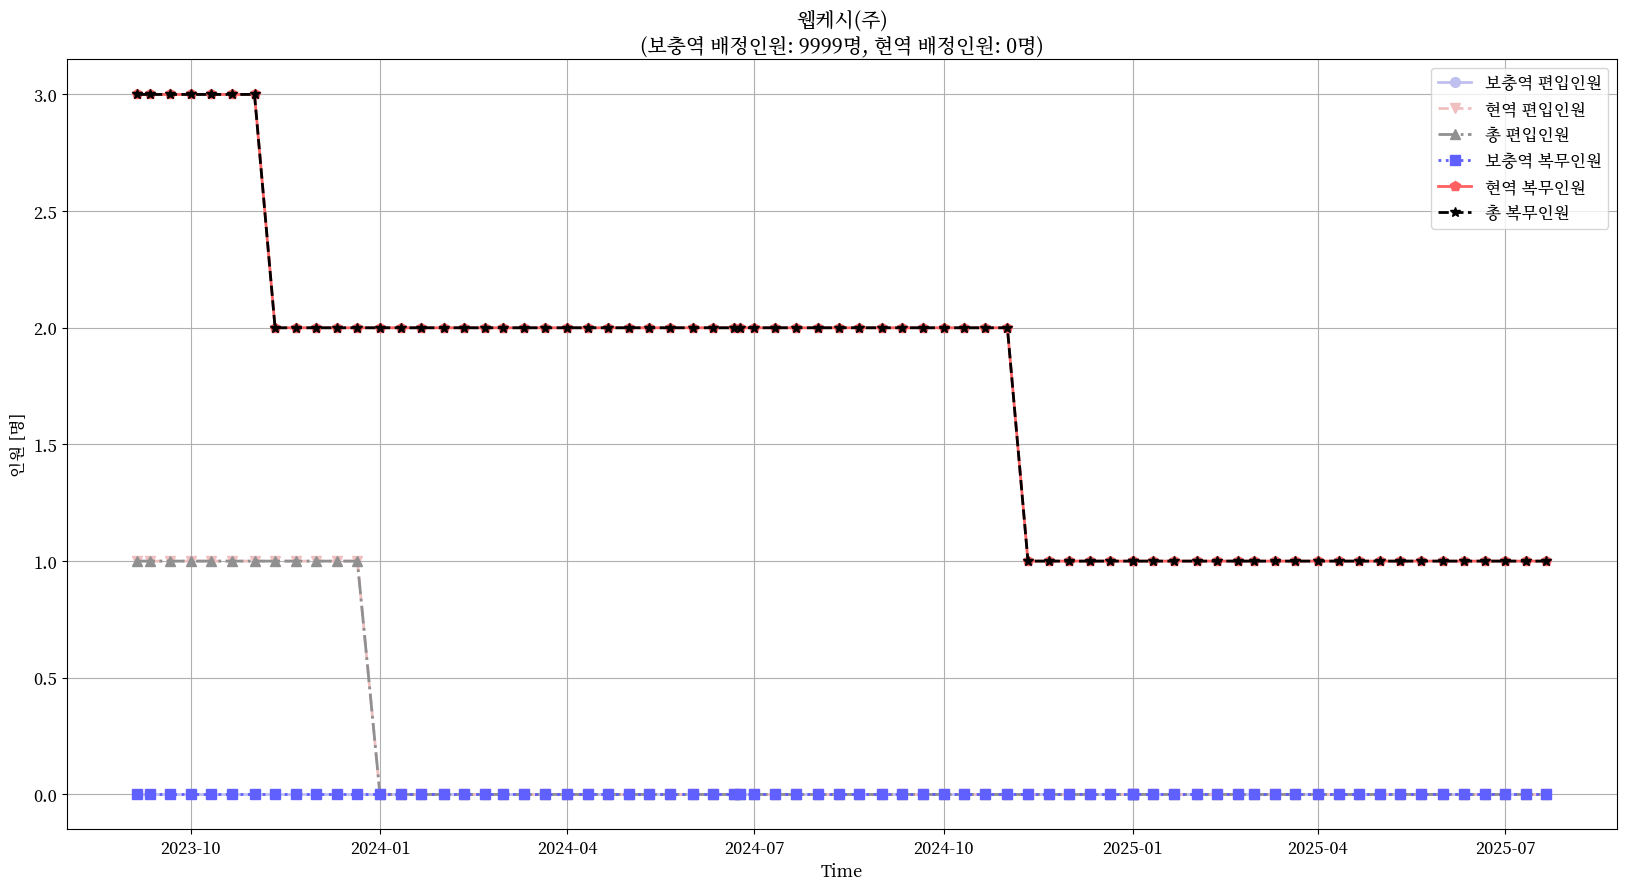 웹케시(주)
(보충역 배정인원: 9999명, 현역 배정인원: 0명)
보충역 편입인원
현역 편입인원
총 편입인원
보충역 복무인원
현역 복무인원
총 복무인원
인원 [명]
3.0
2.5
2.0
1.5
1.0
0.5
0.0
2023-10
2024-01
2024-04
2024-07
2024-10
2025-01
2025-04
2025-07
Time